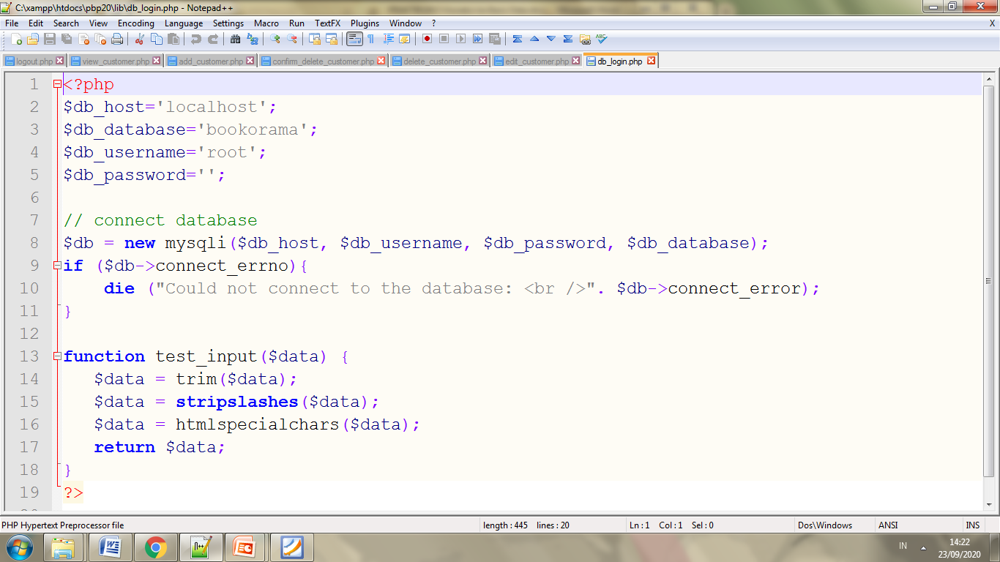 C:\xampp\htdocs\pbp20\lib\db_login.php - Notepad++
File Edit Search View Encoding Language Settings Macro Run TextFX Plugins Window ? X
logout.php view_customer.php add_customer.php confirm_delete_customer.php delete_customer.php edit_customer.php db_login.php
1 <?php
2 $db_host='localhost';
3 $db_database='bookorama';
4 $db_username='root';
5 $db_password='';
6
7 // connect database
8 $db = new mysqli($db_host, $db_username, $db_password, $db_database);
9 if ($db->connect_errno){
10     die ("Could not connect to the database: <br />". $db->connect_error);
11 }
12
13 function test_input($data) {
14    $data = trim($data);
15    $data = stripslashes($data);
16    $data = htmlspecialchars($data);
17    return $data;
18 }
19 ?>
PHP Hypertext Preprocessor file length : 445 lines : 20 Ln : 1 Col : 1 Sel : 0 Dos\Windows ANSI INS
IN 14:22
23/09/2020